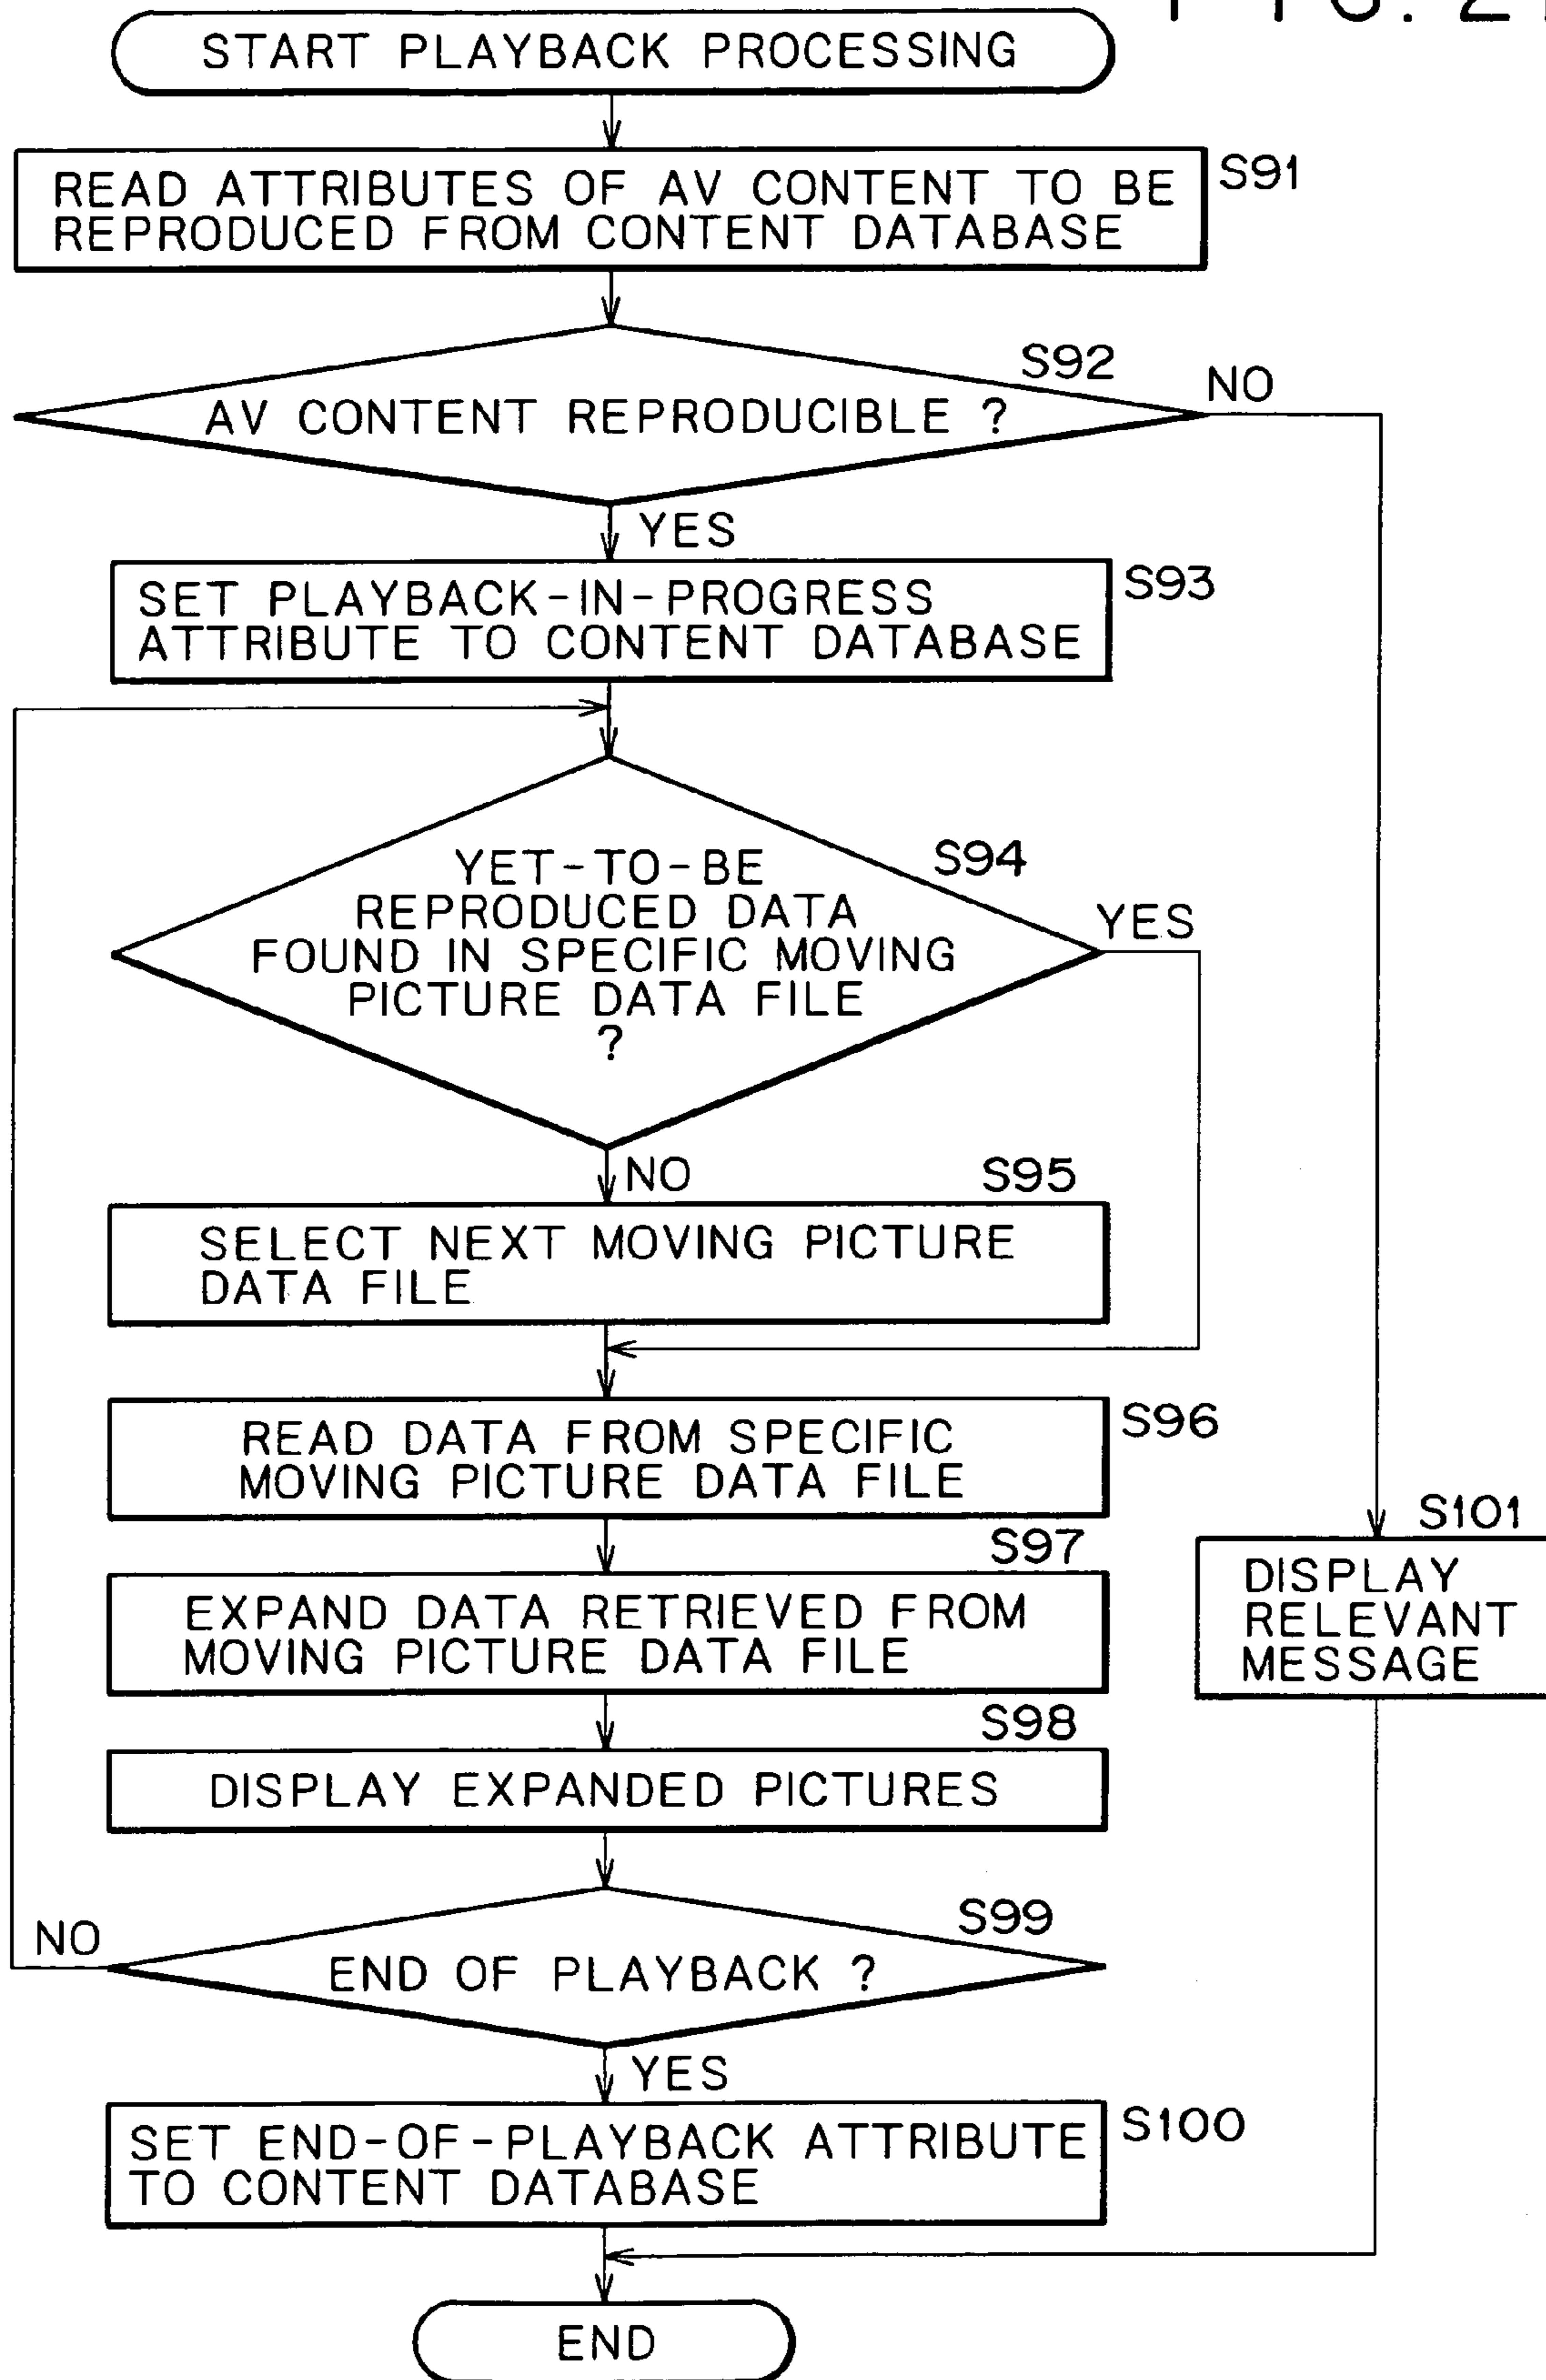 START PLAYBACK PROCESSING
S91
READ ATTRIBUTES OF AV CONTENT TO BE
REPRODUCED FROM CONTENT DATABASE
S92
NO
AV CONTENT REPRODUCIBLE ?
YES
S93
SET PLAYBACK-IN-PROGRESS
ATTRIBUTE TO CONTENT DATABASE
S94
YET-TO-BE
REPRODUCED DATA
FOUND IN SPECIFIC MOVING
PICTURE DATA FILE
?
YES
NO
S95
SELECT NEXT MOVING PICTURE
DATA FILE
S96
READ DATA FROM SPECIFIC
MOVING PICTURE DATA FILE
S97
EXPAND DATA RETRIEVED FROM
MOVING PICTURE DATA FILE
S101
DISPLAY
RELEVANT
MESSAGE
S98
DISPLAY EXPANDED PICTURES
S99
NO
END OF PLAYBACK ?
YES
S100
SET END-OF-PLAYBACK ATTRIBUTE
TO CONTENT DATABASE
END